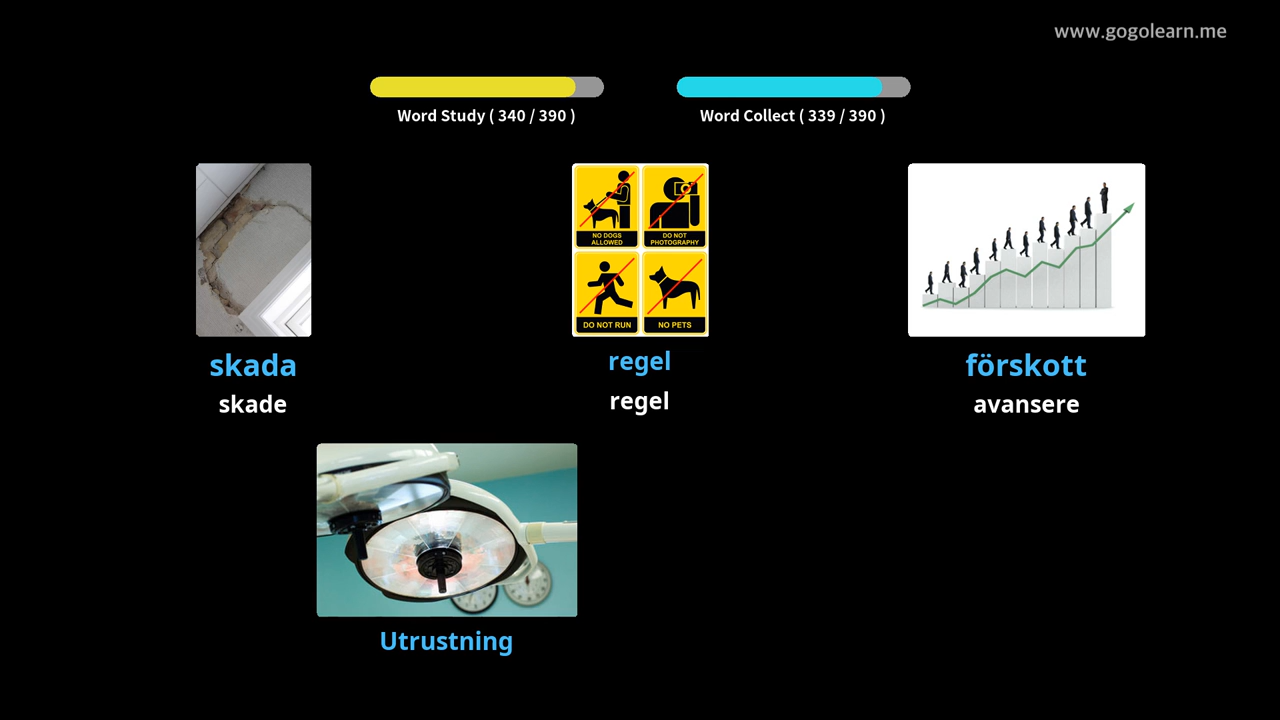 www.gogolearn.me
Word Study ( 340 / 390 )
Word Collect ( 339 / 390 )
NO DOGS
ALLOWED
DO NOT
PHOTOGRAPHY
DO NOT RUN
NO PETS
skada
regel
förskott
skade
regel
avansere
Utrustning